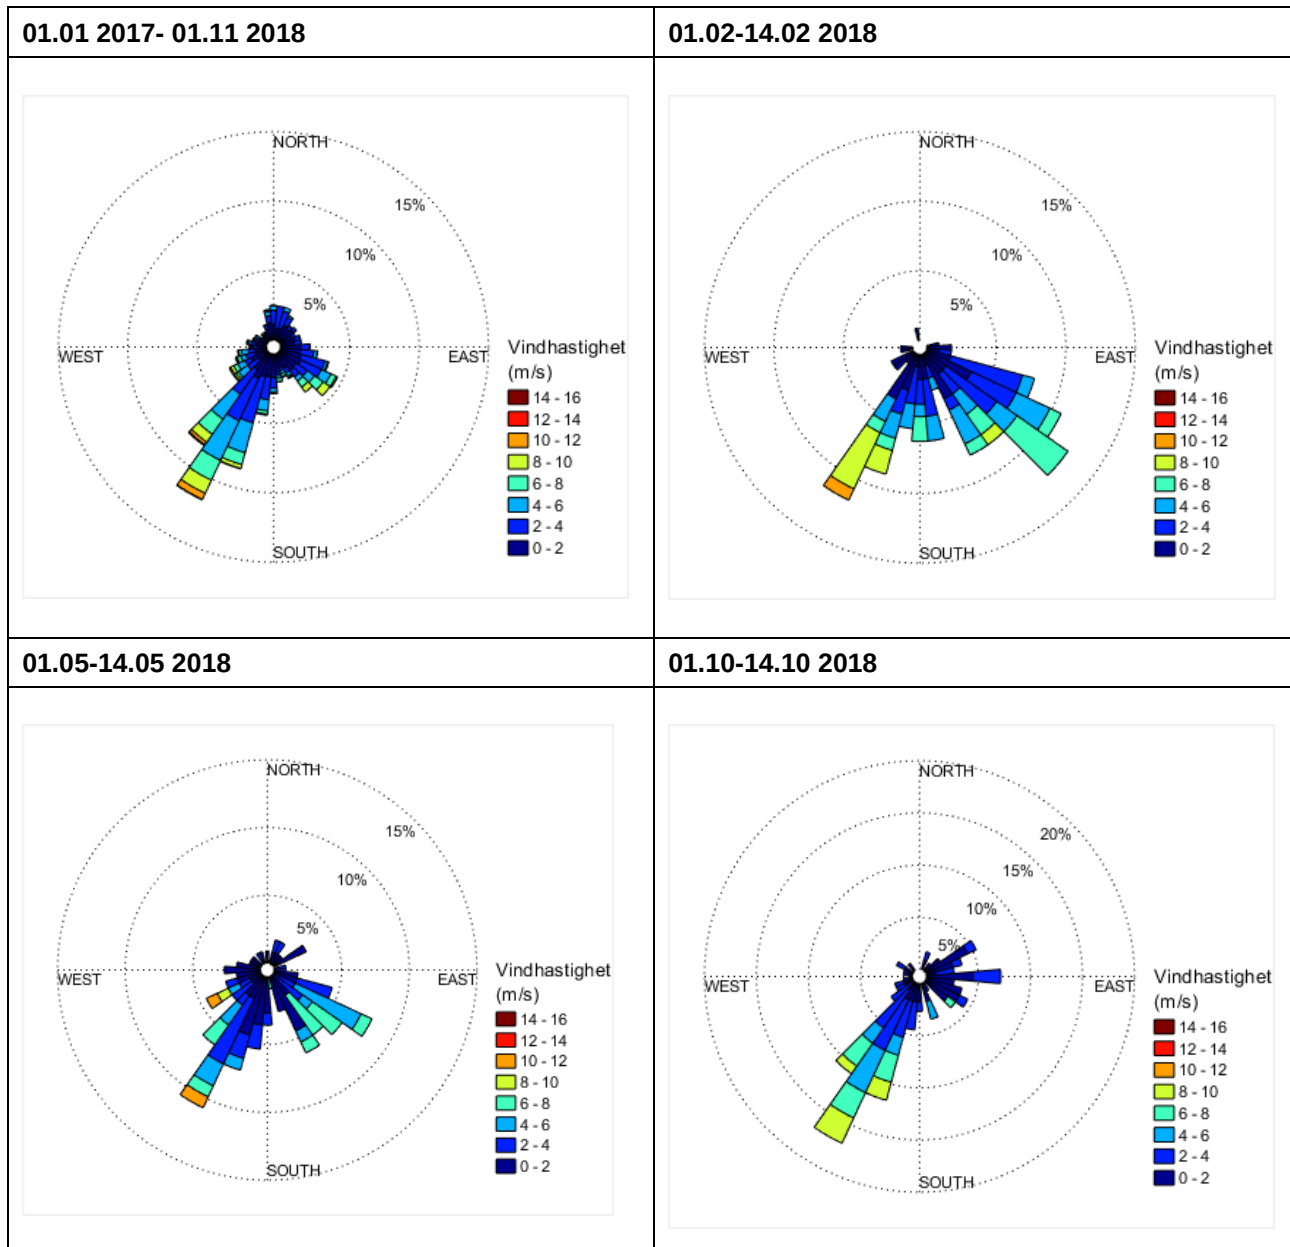 01.01 2017- 01.11 2018
01.02-14.02 2018
NORTH
15%
10%
5%
WEST
EAST
SOUTH
Vindhastighet
(m/s)
14 - 16
12 - 14
10 - 12
8 - 10
6 - 8
4 - 6
2 - 4
0 - 2
NORTH
15%
10%
5%
WEST
EAST
SOUTH
Vindhastighet
(m/s)
14 - 16
12 - 14
10 - 12
8 - 10
6 - 8
4 - 6
2 - 4
0 - 2
01.05-14.05 2018
01.10-14.10 2018
NORTH
15%
10%
5%
WEST
EAST
SOUTH
Vindhastighet
(m/s)
14 - 16
12 - 14
10 - 12
8 - 10
6 - 8
4 - 6
2 - 4
0 - 2
NORTH
20%
15%
10%
5%
WEST
EAST
SOUTH
Vindhastighet
(m/s)
14 - 16
12 - 14
10 - 12
8 - 10
6 - 8
4 - 6
2 - 4
0 - 2